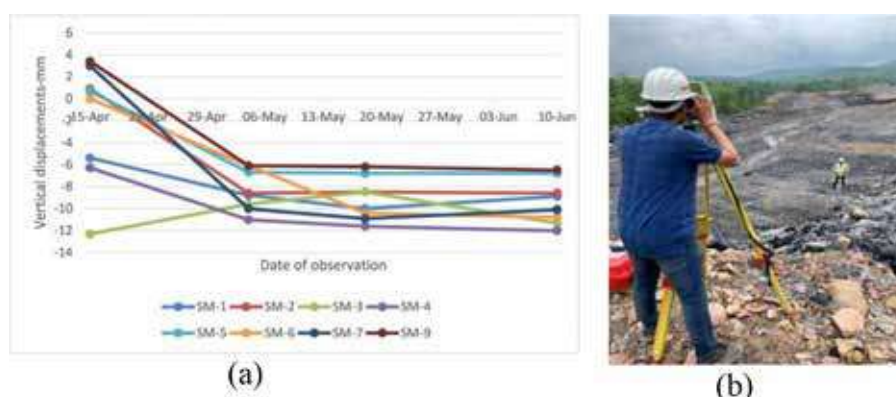 6
4
2
0
-2
-4
-6
-8
-10
-12
-14
Vertical displacements-mm
15-Apr 22-Apr 29-Apr 06-May 13-May 20-May 27-May 03-Jun 10-Jun
Date of observation
SM-1 SM-2 SM-3 SM-4
SM-5 SM-6 SM-7 SM-9
(a)
(b)